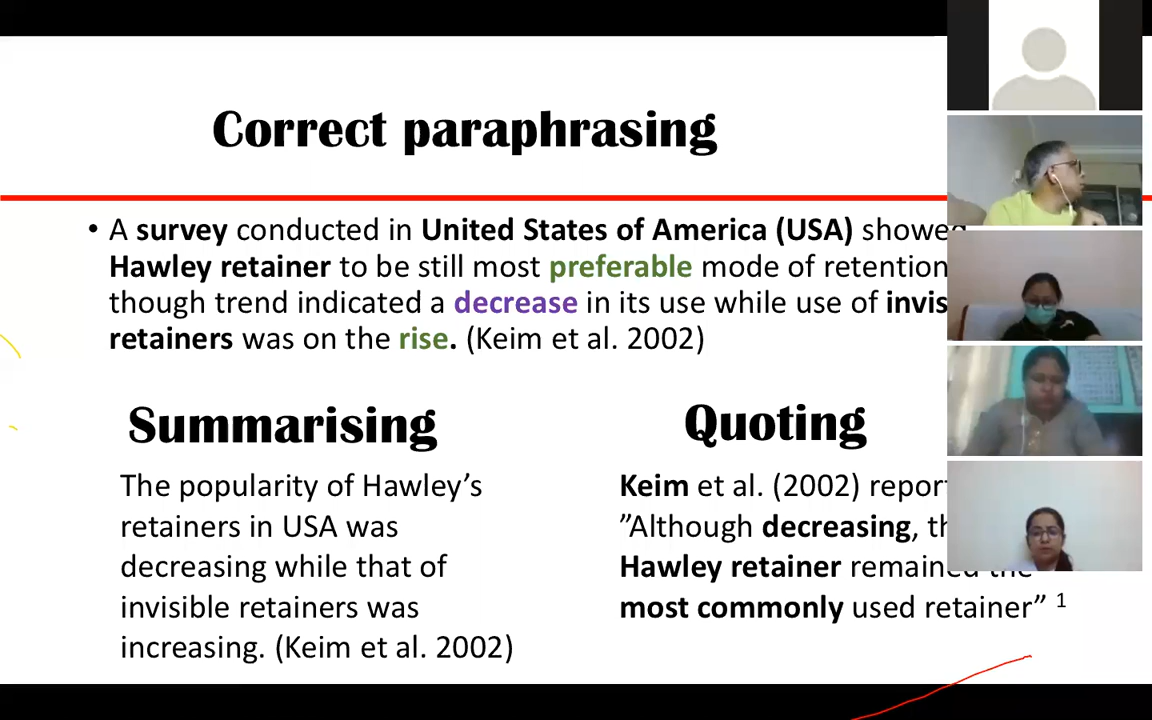 Correct paraphrasing
• A survey conducted in United States of America (USA) showed
Hawley retainer to be still most preferable mode of retention
though trend indicated a decrease in its use while use of
retainers was on the rise. (Keim et al. 2002)
Summarising
The popularity of Hawley’s
retainers in USA was
decreasing while that of
invisible retainers was
increasing. (Keim et al. 2002)
Quoting
Keim et al. (2002)
”Although decreasing,
Hawley retainer remained the
most commonly used retainer” 1